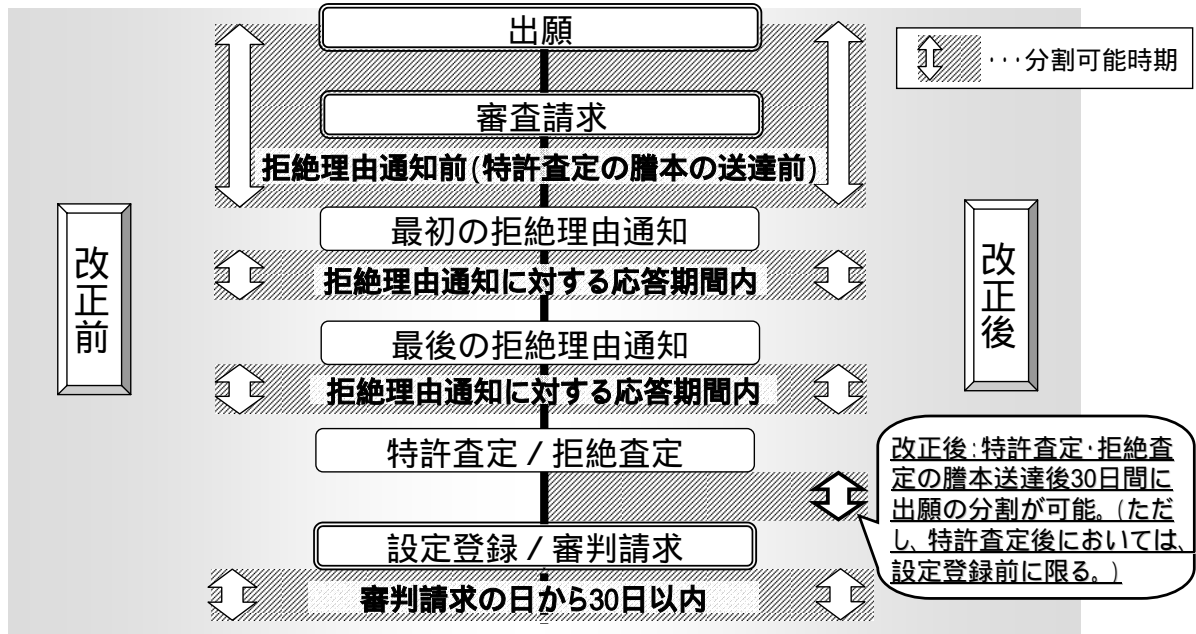 出願
･･･分割可能時期
審査請求
拒絶理由通知前(特許査定の謄本の送達前)
最初の拒絶理由通知
改正前
改正後
拒絶理由通知に対する応答期間内
最後の拒絶理由通知
拒絶理由通知に対する応答期間内
特許査定 / 拒絶査定
改正後:特許査定･拒絶査
定の謄本送達後30日間に
出願の分割が可能。(ただ
し、特許査定後においては、
設定登録前に限る。)
設定登録 / 審判請求
審判請求の日から30日以内